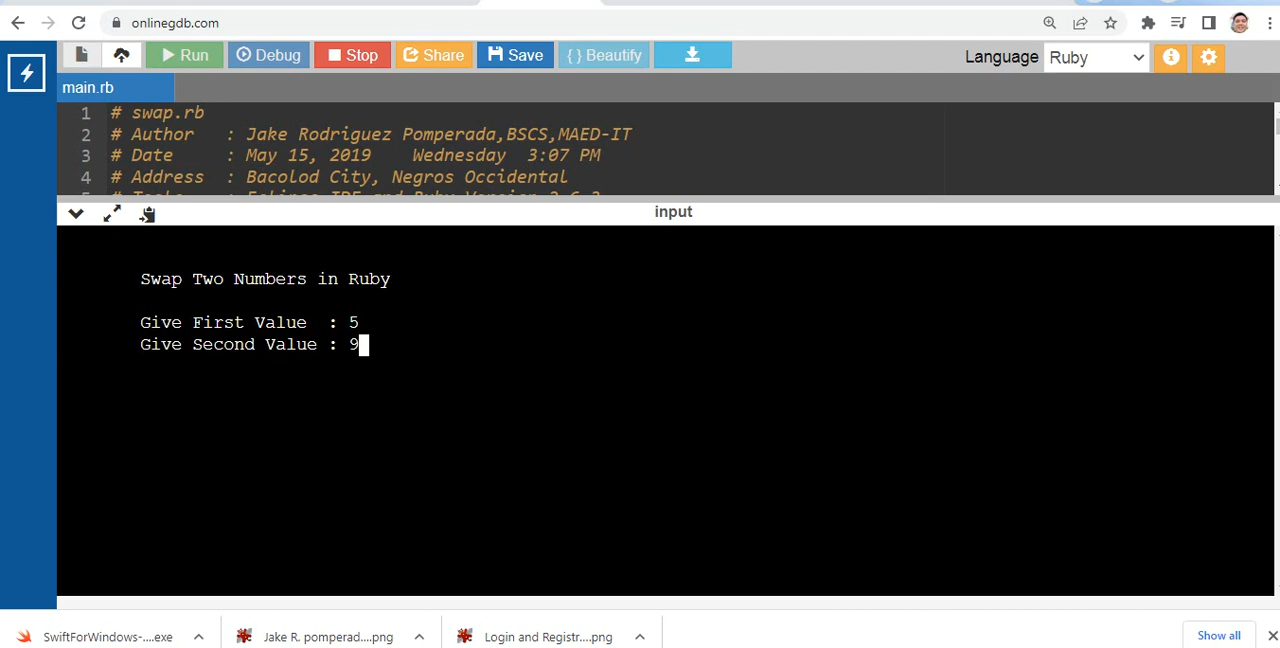 onlinegdb.com
Run Debug Stop Share Save { } Beautify Language Ruby
main.rb
1 # swap.rb
2 # Author : Jake Rodriguez Pomperada,BSCS,MAED-IT
3 # Date : May 15, 2019 Wednesday 3:07 PM
4 # Address : Bacolod City, Negros Occidental
input
Swap Two Numbers in Ruby
Give First Value : 5
Give Second Value : 9
SwiftForWindows-....exe Jake R. pomperad....png Login and Registr....png Show all